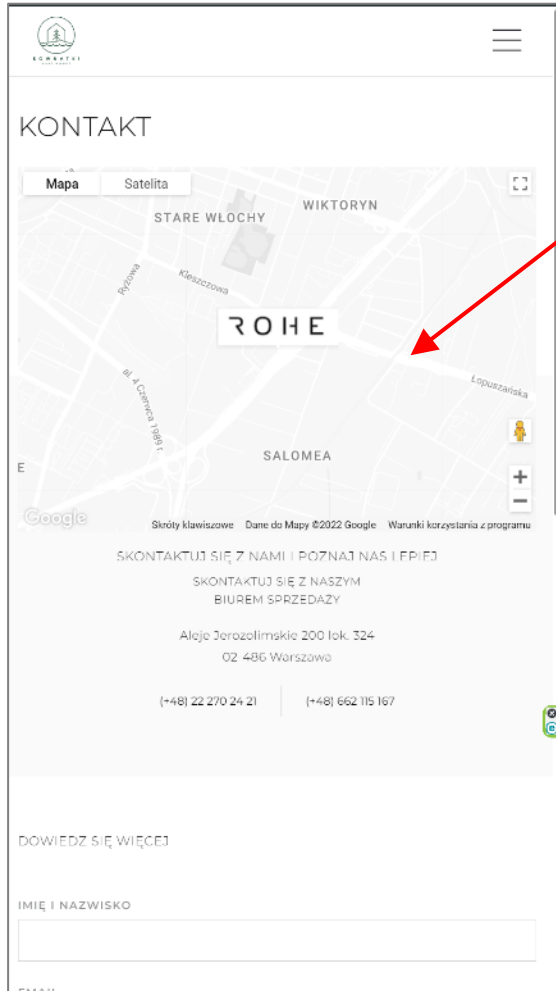 KONTAKT
Mapa
Satelita
WIKTORYN
STARE WŁOCHY
Kleszczowa
Ryżowa
ROHE
Łopuszańska
al. 4 Czerwca 1989 r.
SALOMEA
E
Google
Skróty klawiszowe Dane do Mapy ©2022 Google Warunki korzystania z programu
SKONTAKTUJ SIĘ Z NAMI I POZNAJ NAS LEPIEJ
SKONTAKTUJ SIĘ Z NASZYM
BIUREM SPRZEDAŻY
Aleje Jerozolimskie 200 lok. 324
02-486 Warszawa
(+48) 22 270 24 21
(+48) 662 115 167
DOWIEDZ SIĘ WIĘCEJ
IMIĘ I NAZWISKO